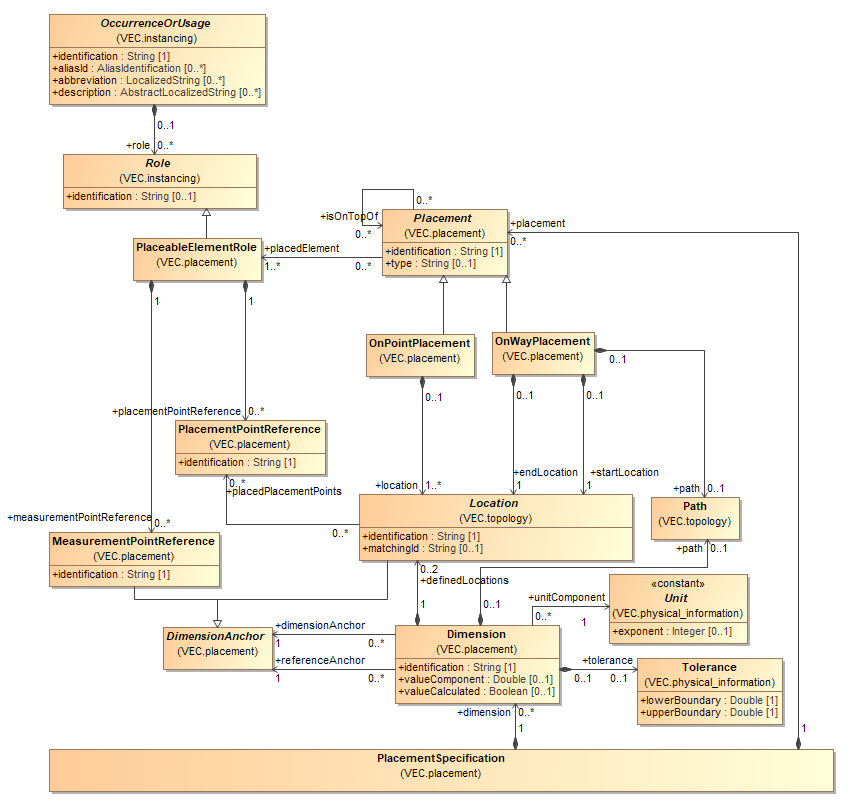 OccurrenceOrUsage
(VEC.instancing)
+identification : String [1]
+aliasId : AliasIdentification [0..*]
+abbreviation : LocalizedString [0..*]
+description : AbstractLocalizedString [0..*]
0..1
+role 0..*
Role
(VEC.instancing)
+identification : String [0..1]
0..*
+isOnTopOf
0..*
Placement
(VEC.placement)
+identification : String [1]
+type : String [0..1]
+placement
0..*
PlaceableElementRole
(VEC.placement)
+placedElement
1..*
0..*
1
1
OnPointPlacement
(VEC.placement)
OnWayPlacement
(VEC.placement)
0..1
0..1
0..1
0..1
+placementPointReference 0..*
PlacementPointReference
(VEC.placement)
+identification : String [1]
0..*
+placedPlacementPoints
+location 1..*
+endLocation
1
+startLocation
1
+path 0..1
Location
(VEC.topology)
+identification : String [1]
+matchingId : String [0..1]
0..*
Path
(VEC.topology)
+path 0..1
+measurementPointReference 0..*
MeasurementPointReference
(VEC.placement)
+identification : String [1]
0..2
+definedLocations
1
0..1
+unitComponent
0..*
1
«constant»
Unit
(VEC.physical_information)
+exponent : Integer [0..1]
DimensionAnchor
(VEC.placement)
+dimensionAnchor
1
0..*
+referenceAnchor
1
0..*
Dimension
(VEC.placement)
+identification : String [1]
+valueComponent : Double [0..1]
+valueCalculated : Boolean [0..1]
+tolerance
0..1
0..1
Tolerance
(VEC.physical_information)
+lowerBoundary : Double [1]
+upperBoundary : Double [1]
+dimension 0..*
1
1
PlacementSpecification
(VEC.placement)